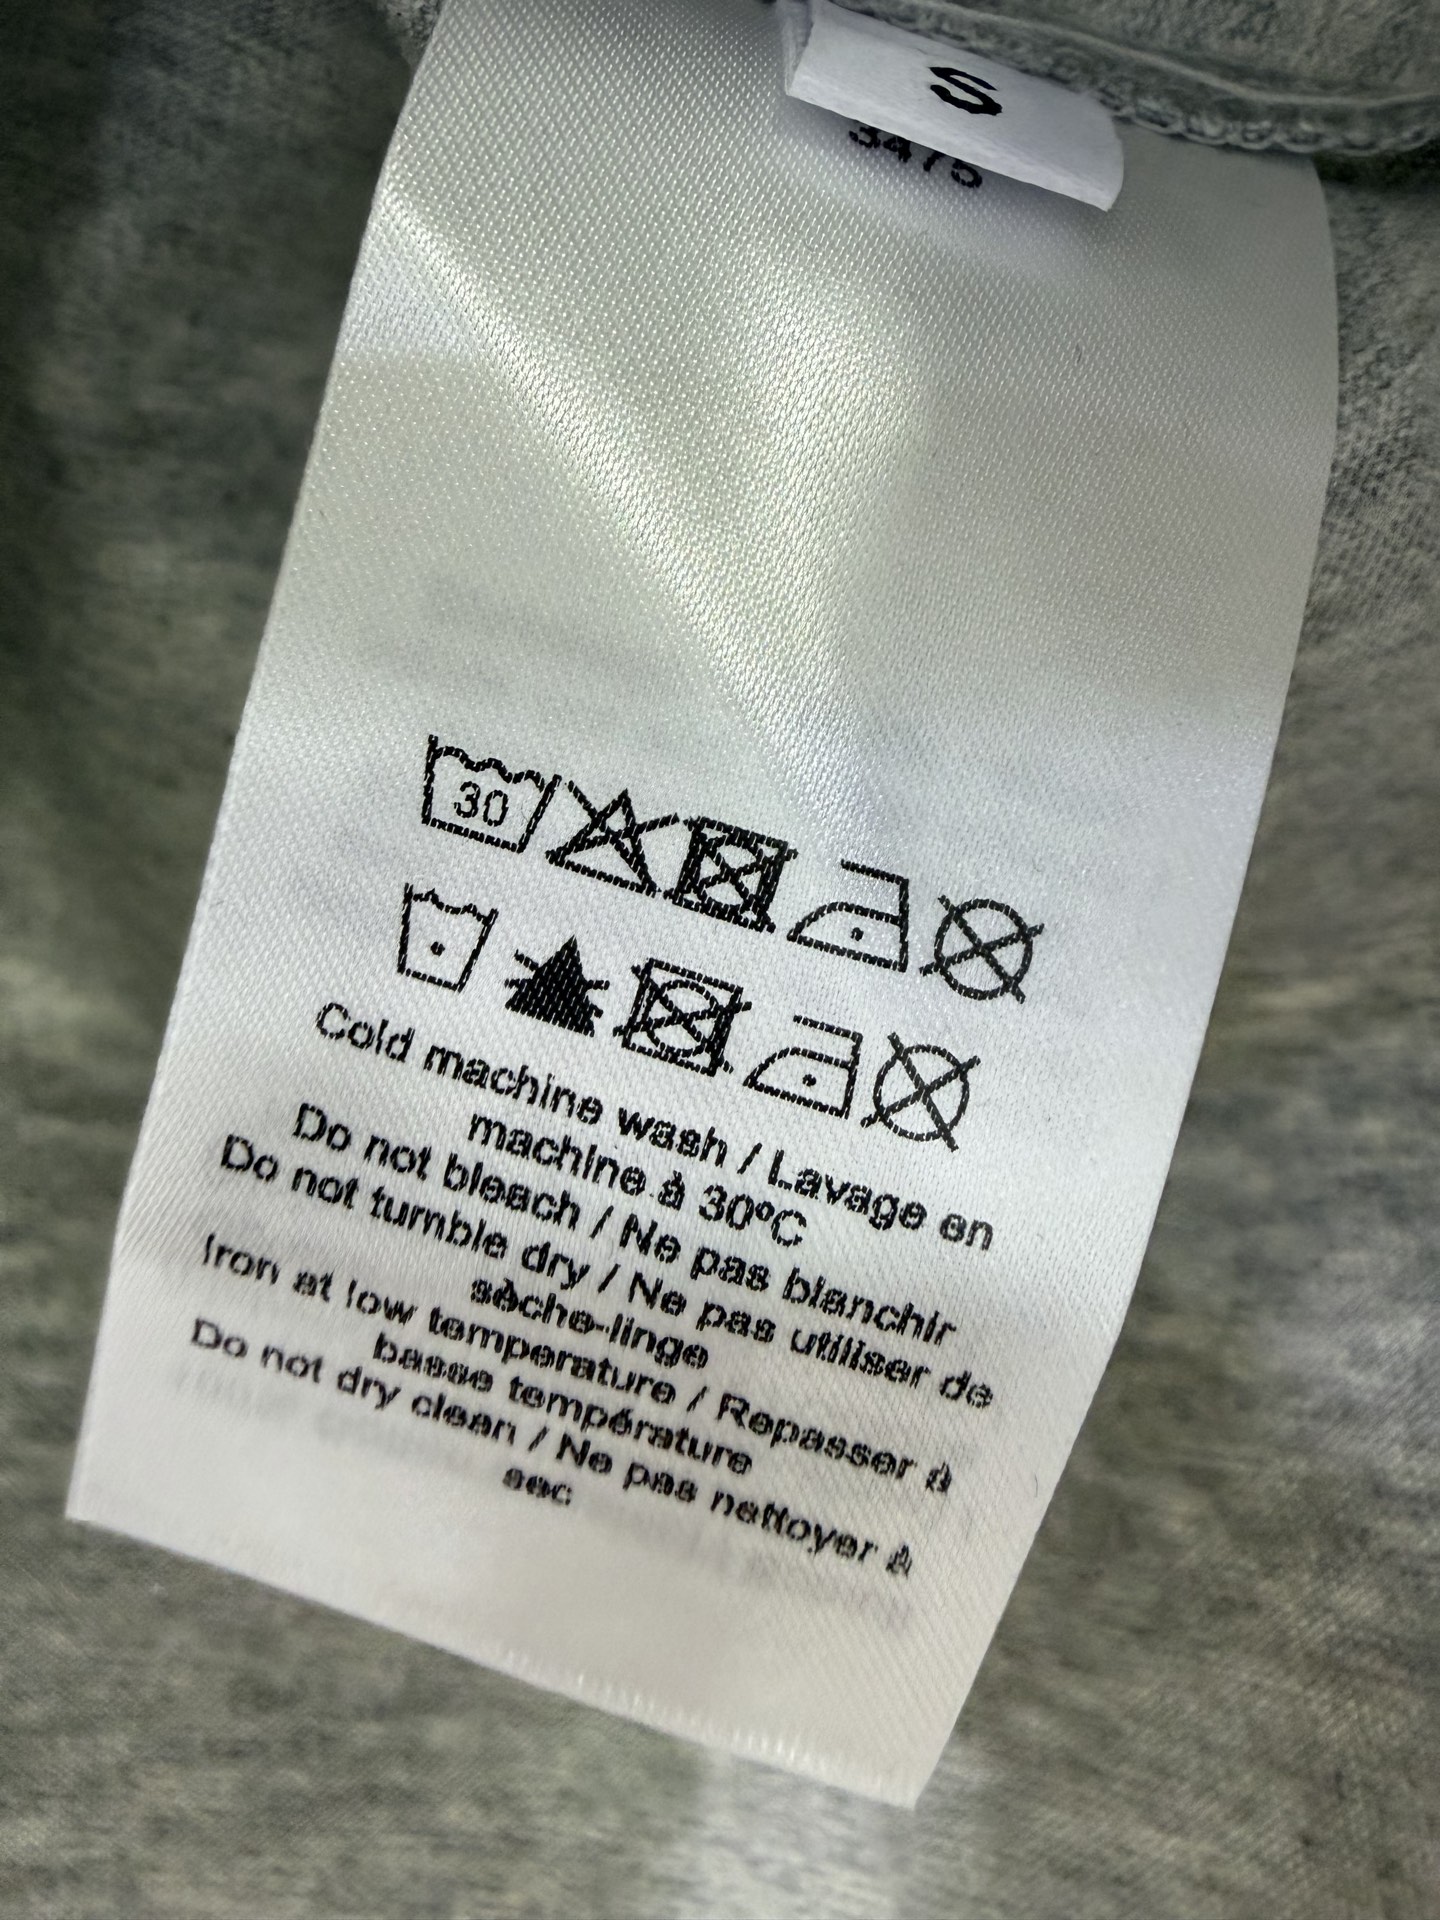 S
3475
30
Cold machine wash / Lavage en
machine à 30°C
Do not bleach / Ne pas blanchir
Do not tumble dry / Ne pas utiliser de
sèche-linge
Iron at low temperature / Repasser à
basse température
Do not dry clean / Ne pas nettoyer à
sec